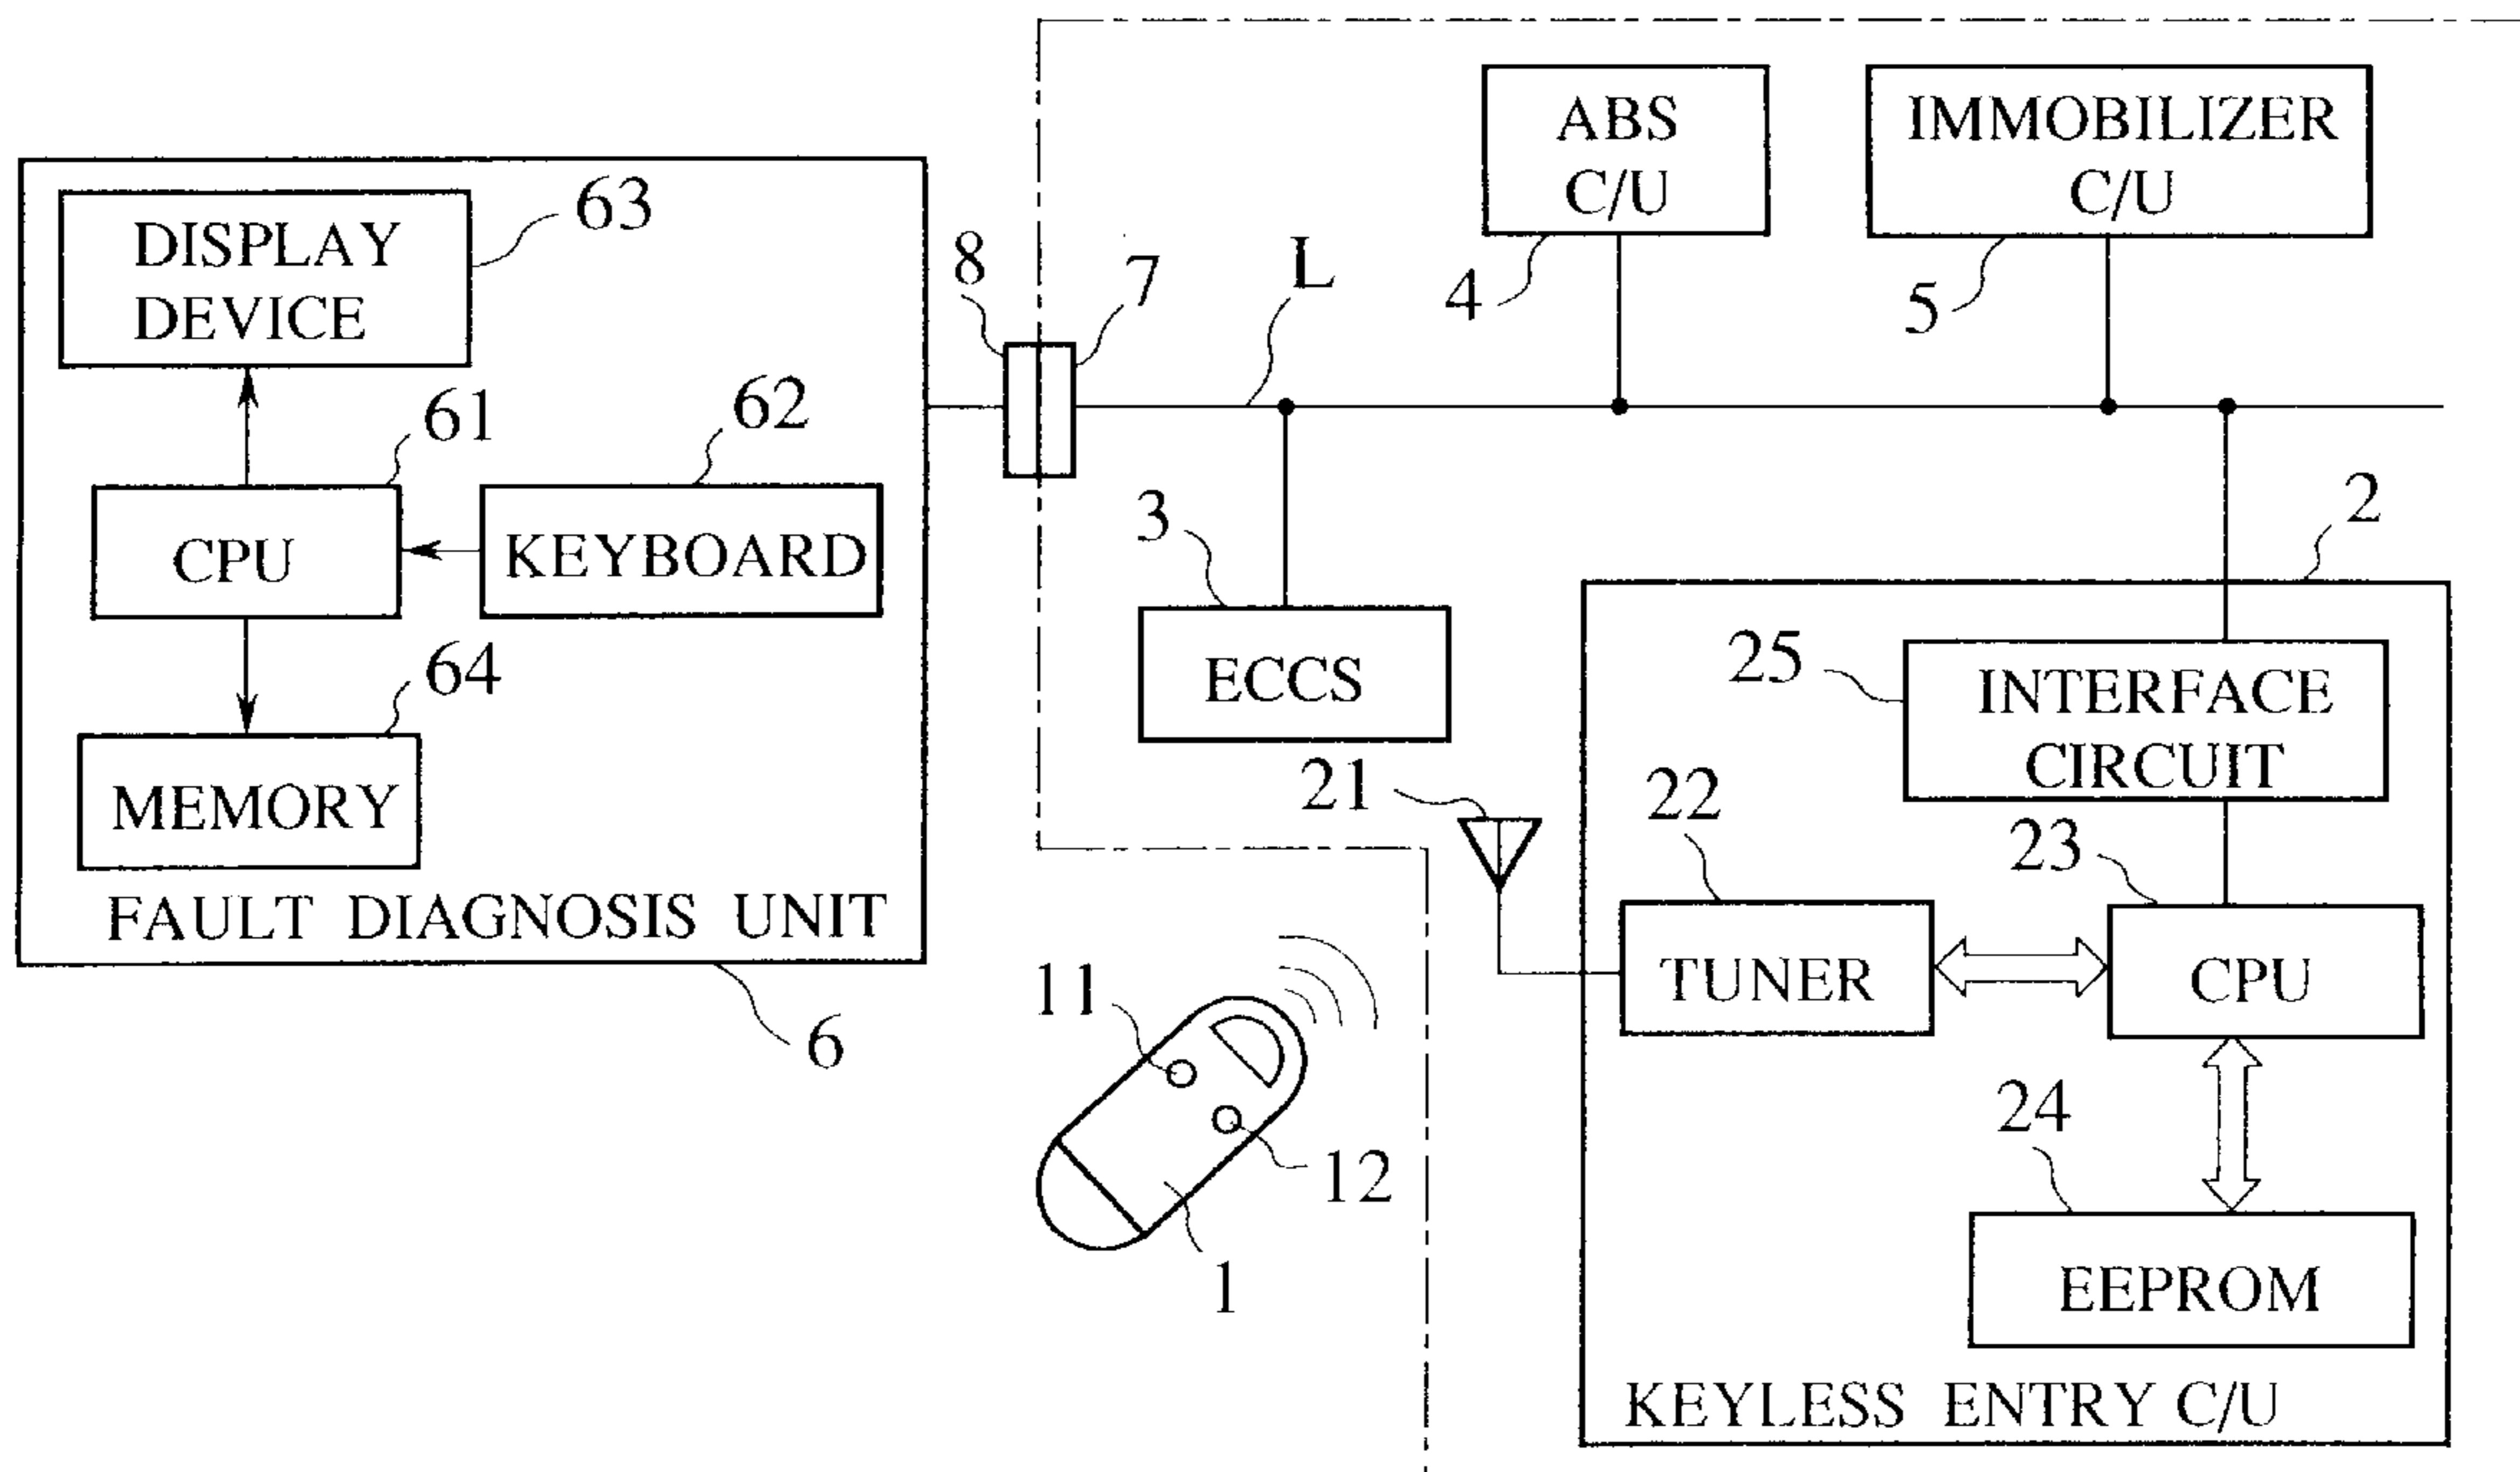 ABS
C/U
IMMOBILIZER
C/U
63
DISPLAY
DEVICE
8
7
L
4
5
61
62
CPU
KEYBOARD
3
2
64
ECCS
25
INTERFACE
CIRCUIT
MEMORY
21
22
23
FAULT DIAGNOSIS UNIT
11
TUNER
CPU
6
24
12
1
EEPROM
KEYLESS ENTRY C/U